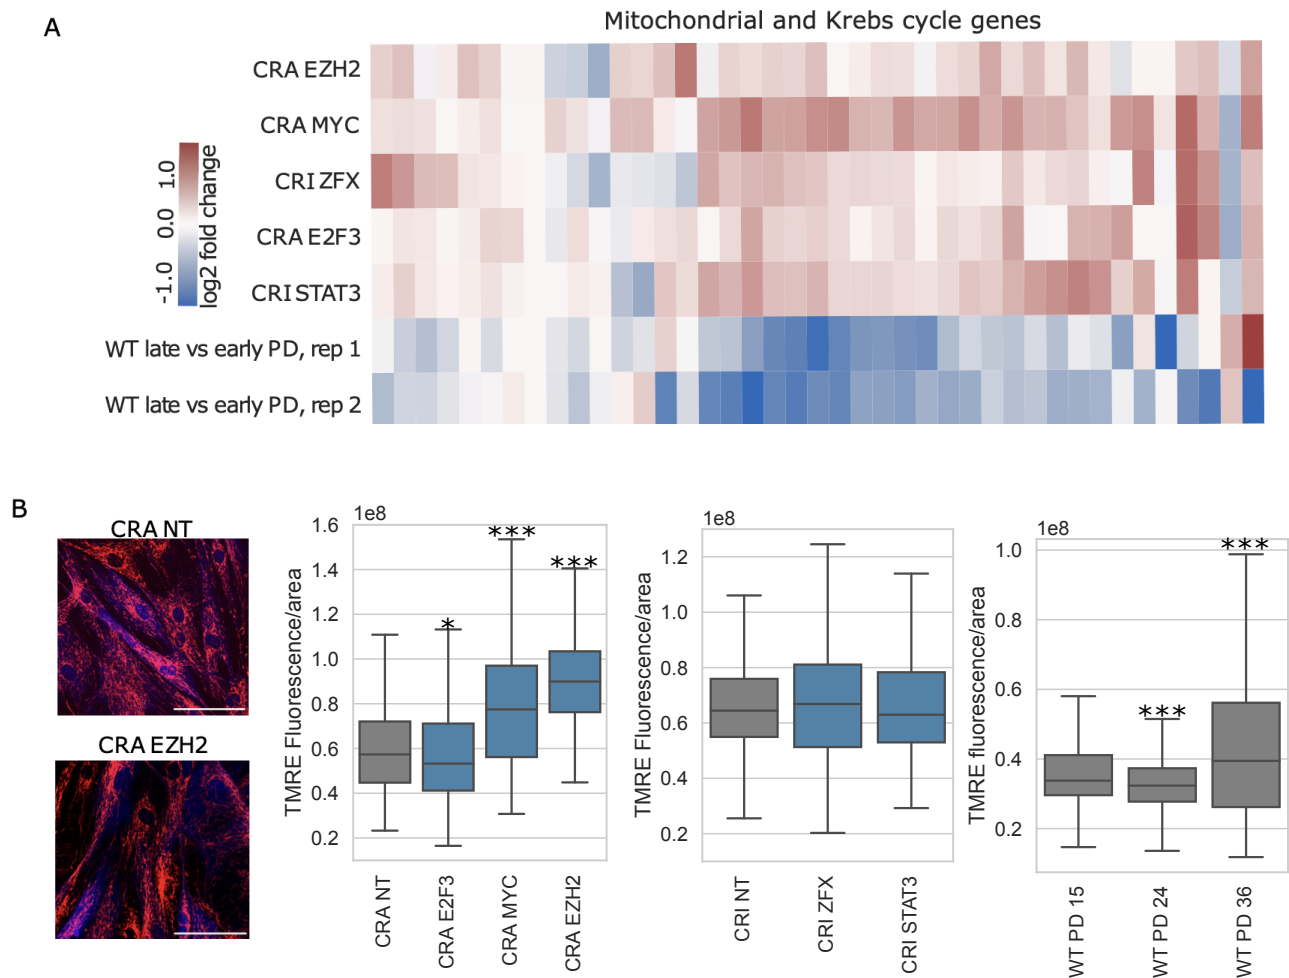 A
Mitochondrial and Krebs cycle genes
CRA EZH2
CRA MYC
CRI ZFX
CRA E2F3
CRI STAT3
WT late vs early PD, rep 1
WT late vs early PD, rep 2
1.0
0.0
-1.0
log2 fold change
B
CRA NT
CRA EZH2
1e8
1.6
1.4
1.2
1.0
0.8
0.6
0.4
0.2
TMRE Fluorescence/area
*
***
***
CRA NT
CRA E2F3
CRA MYC
CRA EZH2
1e8
1.2
1.0
0.8
0.6
0.4
0.2
TMRE Fluorescence/area
CRI NT
CRI ZFX
CRI STAT3
1e8
1.0
0.8
0.6
0.4
0.2
TMRE fluorescence/area
***
***
WT PD 15
WT PD 24
WT PD 36